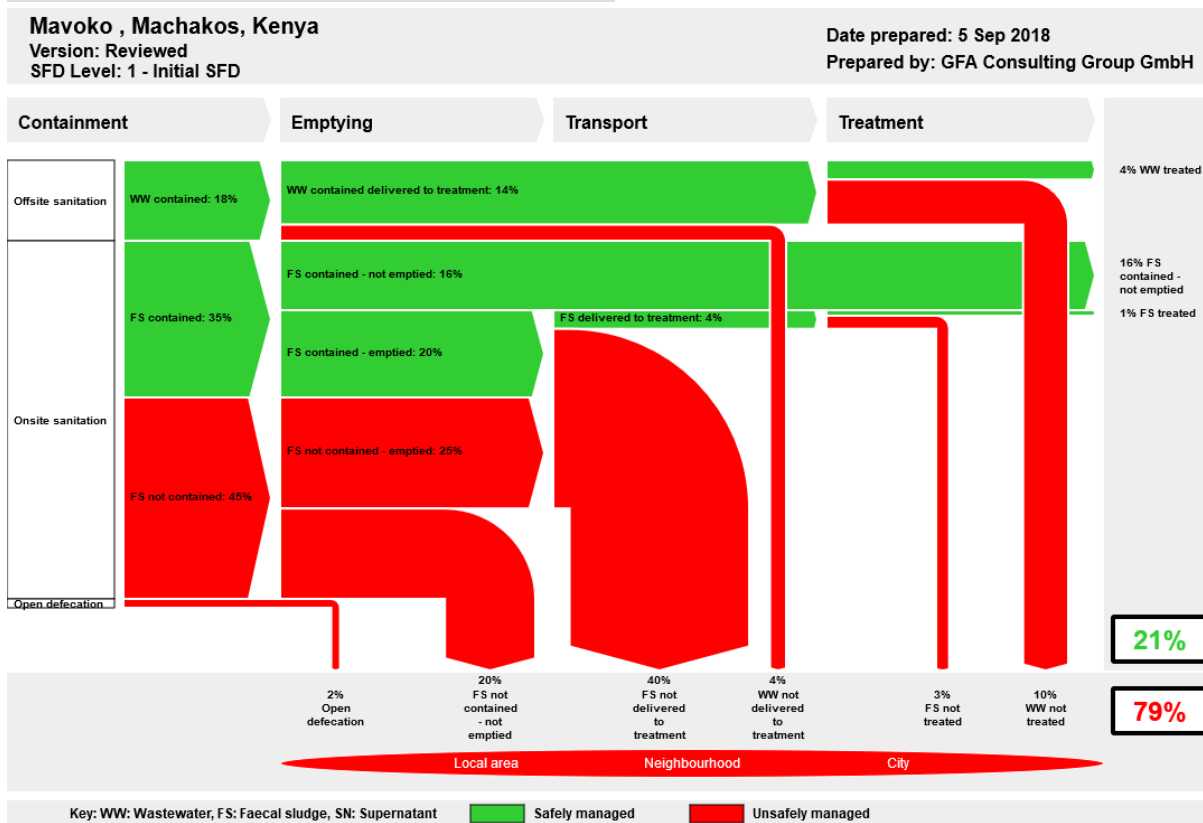 Mavoko , Machakos, Kenya
Version: Reviewed
SFD Level: 1 - Initial SFD
Date prepared: 5 Sep 2018
Prepared by: GFA Consulting Group GmbH
Containment
Emptying
Transport
Treatment
Offsite sanitation
WW contained: 18%
WW contained delivered to treatment: 14%
4% WW treated
FS contained: 35%
FS contained - not emptied: 16%
16% FS
contained -
not emptied
FS contained - emptied: 20%
FS delivered to treatment: 4%
1% FS treated
Onsite sanitation
FS not contained: 45%
FS not contained - emptied: 25%
Open defecation
21%
79%
2%
Open
defecation
20%
FS not
contained
- not
emptied
40%
FS not
delivered
to
treatment
4%
WW not
delivered
to
treatment
3%
FS not
treated
10%
WW not
treated
Local area
Neighbourhood
City
Key: WW: Wastewater, FS: Faecal sludge, SN: Supernatant
Safely managed
Unsafely managed